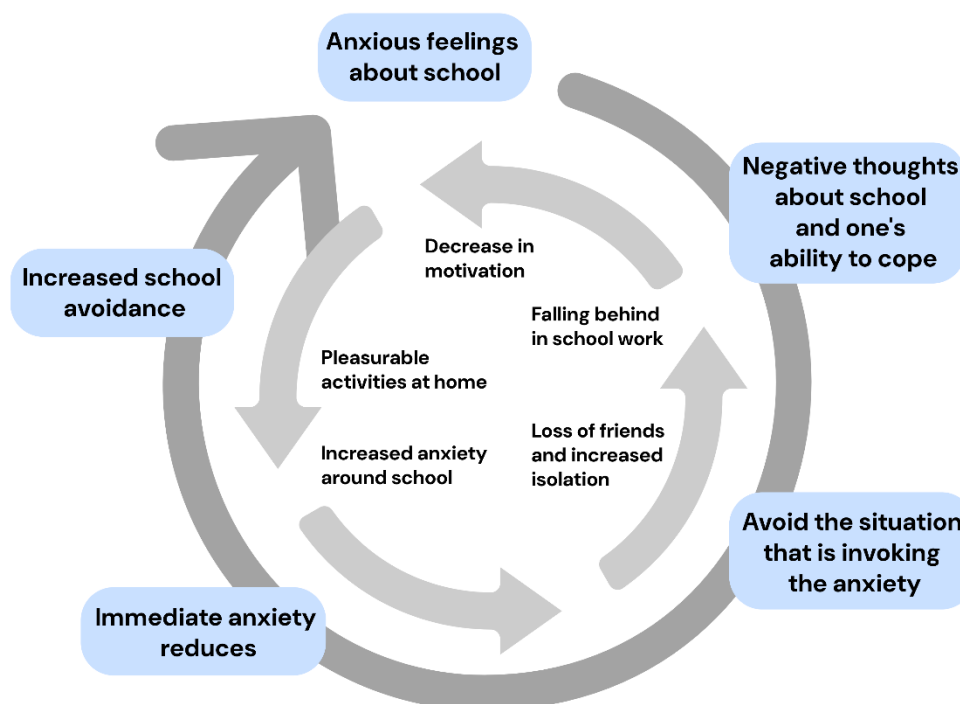 Anxious feelings
about school
Negative thoughts
about school
and one's
ability to cope
Avoid the situation
that is invoking
the anxiety
Immediate anxiety
reduces
Increased school
avoidance
Decrease in
motivation
Pleasurable
activities at home
Increased anxiety
around school
Loss of friends
and increased
isolation
Falling behind
in school work